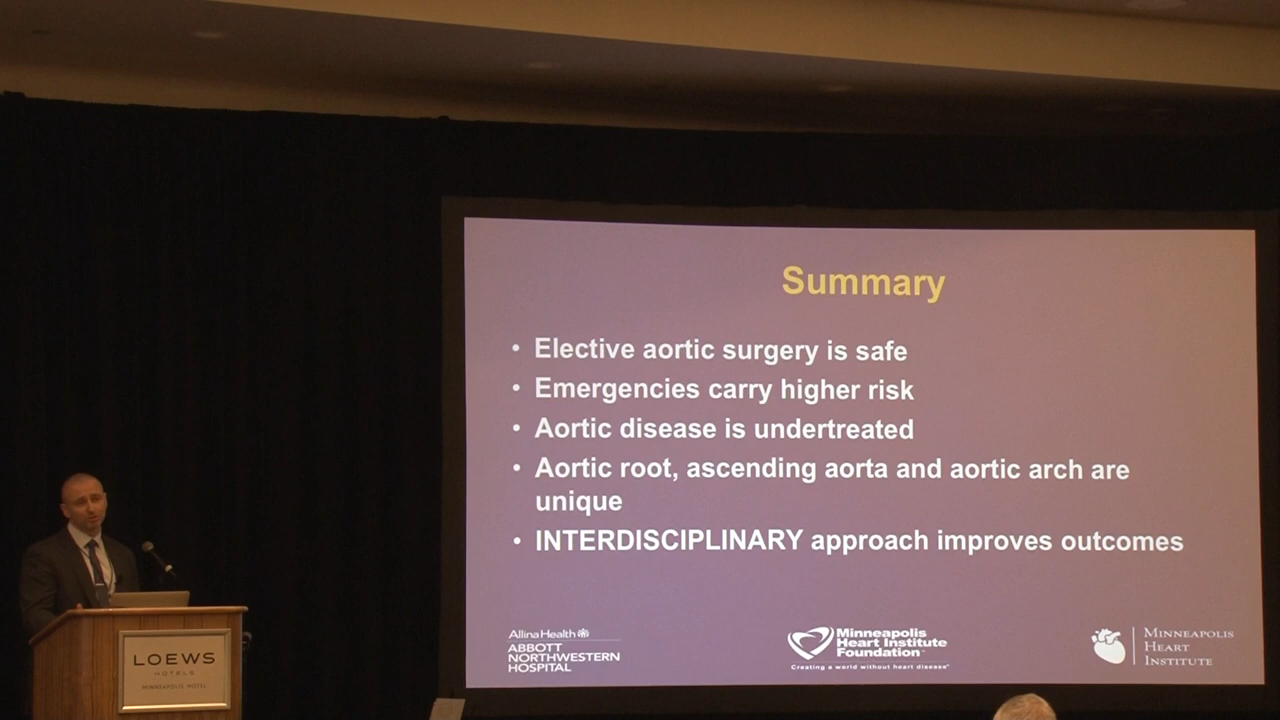 Summary
• Elective aortic surgery is safe
• Emergencies carry higher risk
• Aortic disease is undertreated
• Aortic root, ascending aorta and aortic arch are
unique
• INTERDISCIPLINARY approach improves outcomes
Allina Health
ABBOTT
NORTHWESTERN
HOSPITAL
Minneapolis
Heart Institute
Foundation
Creating a world without heart disease®
MINNEAPOLIS
HEART
INSTITUTE
LOEWS
HOTELS
MINNEAPOLIS HOTEL